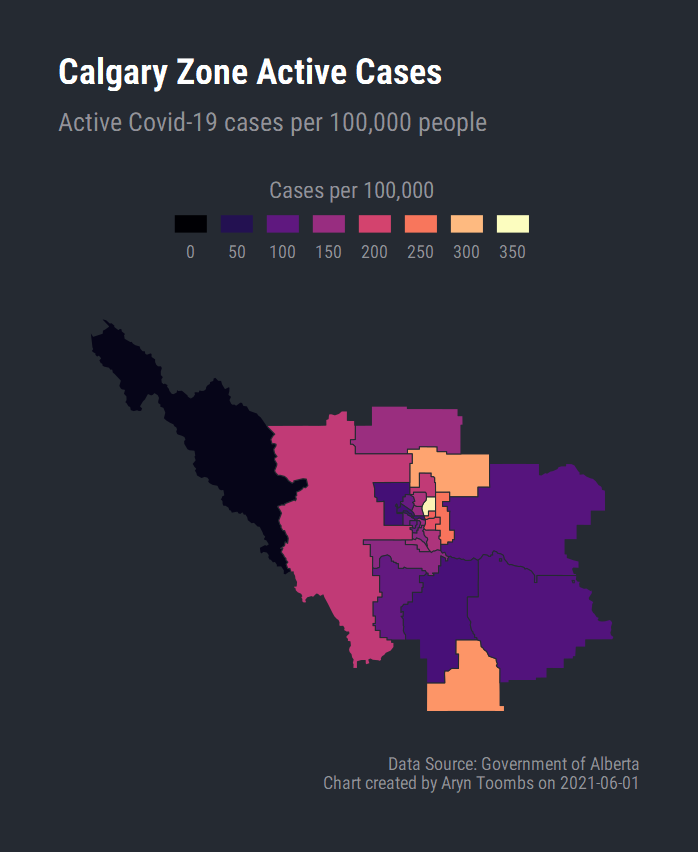 Calgary Zone Active Cases
Active Covid-19 cases per 100,000 people
Cases per 100,000
0 50 100 150 200 250 300 350
Data Source: Government of Alberta
Chart created by Aryn Toombs on 2021-06-01